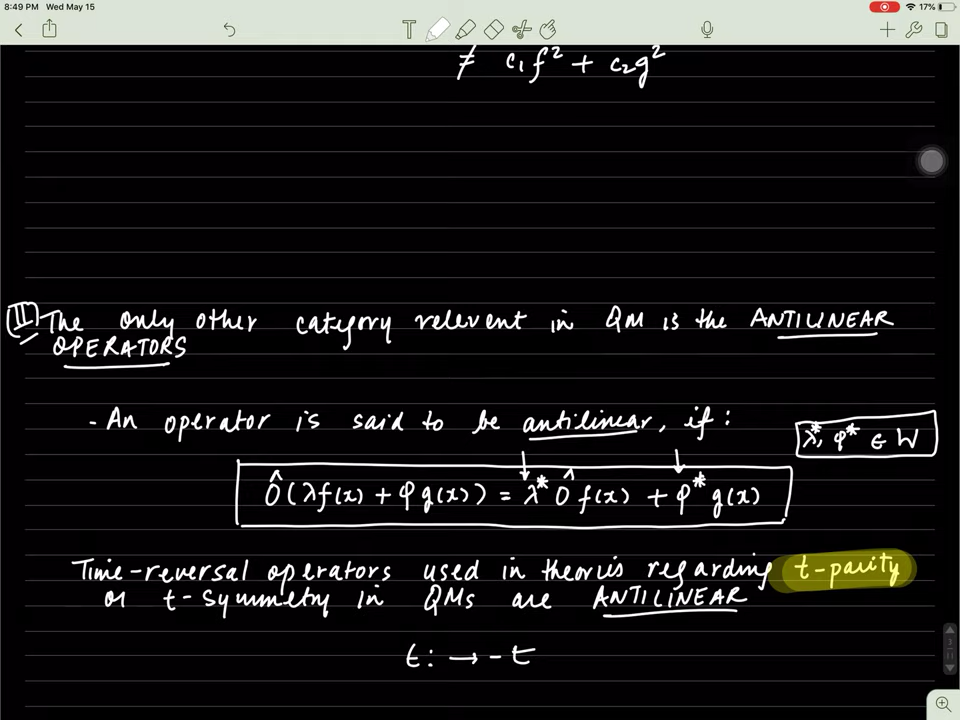 8:49 PM Wed May 15
17%
≠ c₁f² + c₂g²
II The only other category relevent in QM is the ANTILINEAR
OPERATORS
- An operator is said to be antilinear, if :
λ*, φ* ∈ W
Ô(λf(x) + φg(x)) = λ* Ô f(x) + φ* g(x)
Time-reversal operators used in theories regarding t-parity
or t-symmetry in QMs are ANTILINEAR
t: → -t